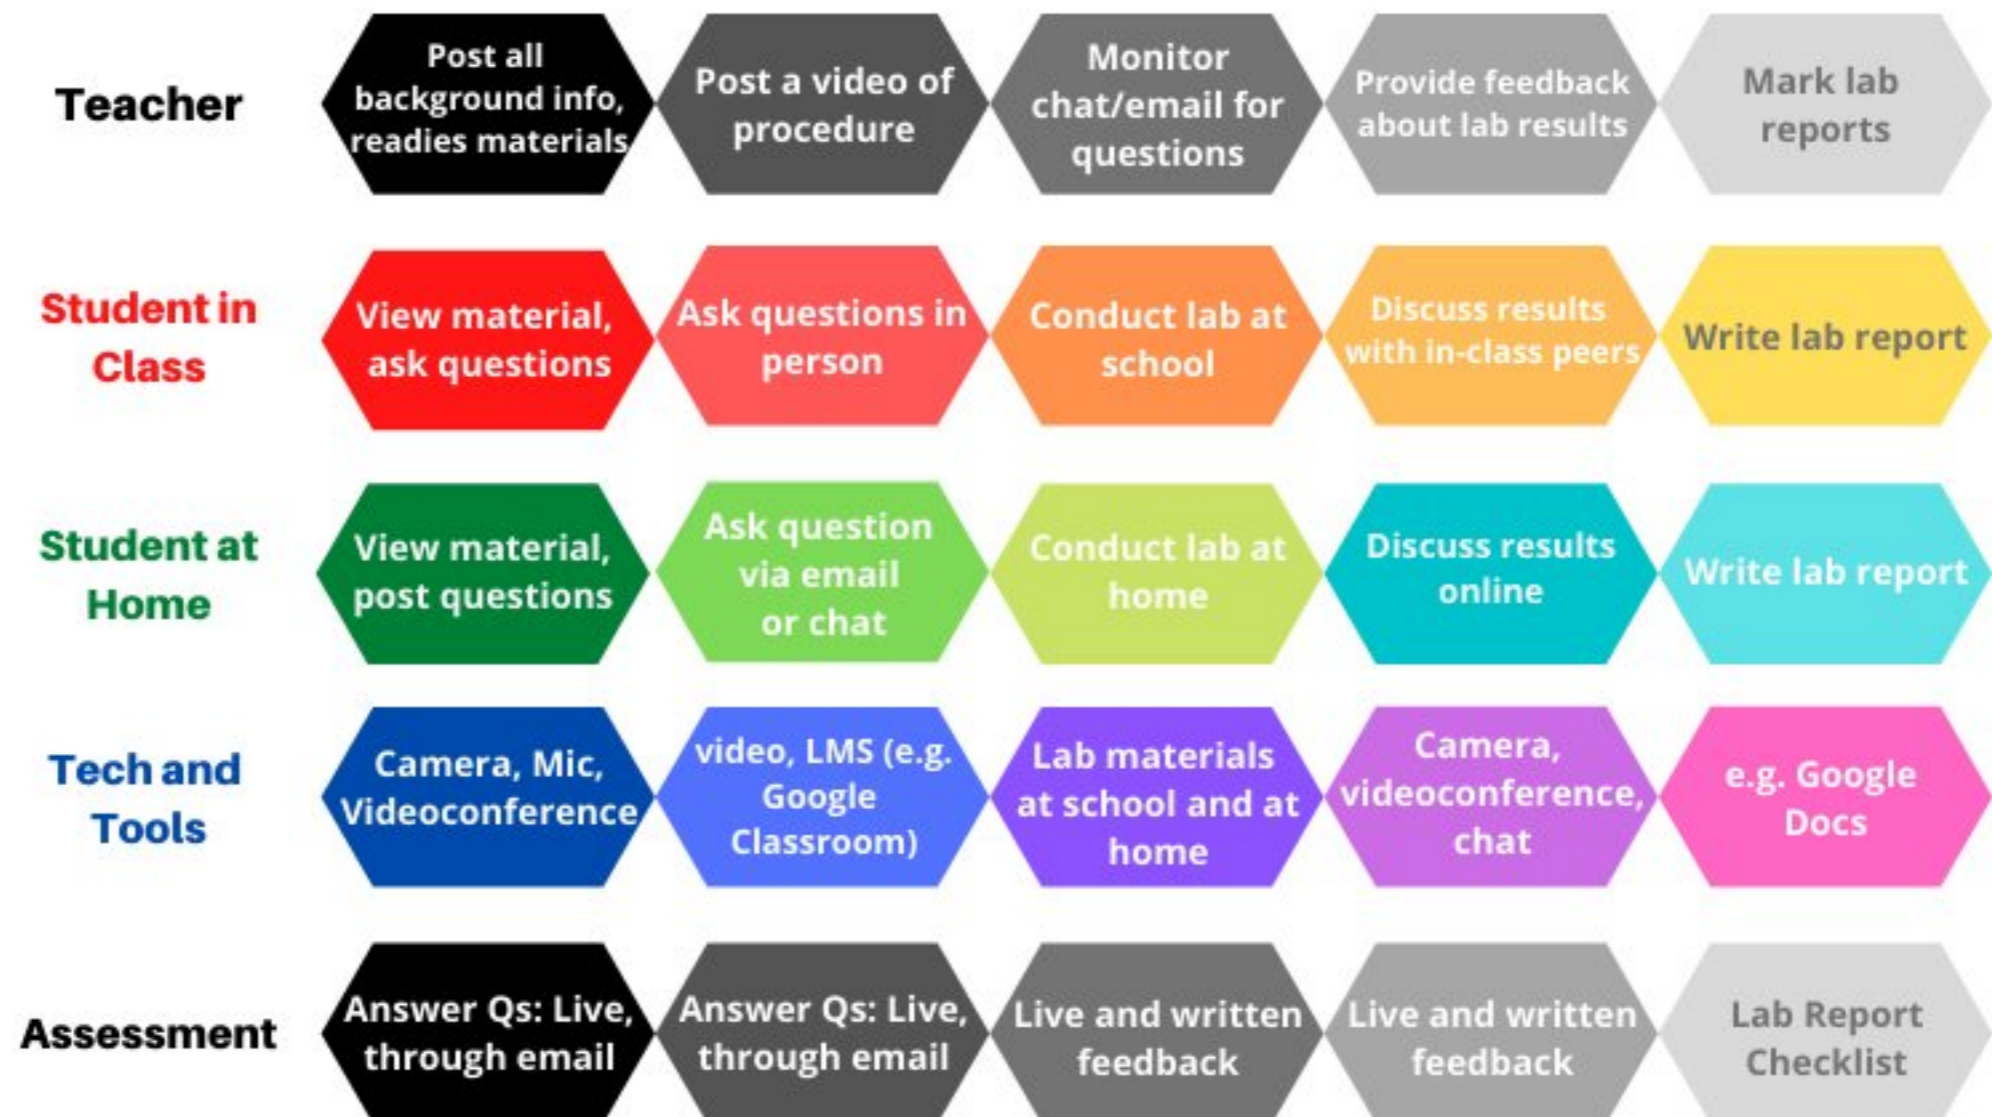 Teacher
Post all
background info,
readies materials
Post a video of
procedure
Monitor
chat/email for
questions
Provide feedback
about lab results
Mark lab
reports
Student in
Class
View material,
ask questions
Ask questions in
person
Conduct lab at
school
Discuss results
with in-class peers
Write lab report
Student at
Home
View material,
post questions
Ask question
via email
or chat
Conduct lab at
home
Discuss results
online
Write lab report
Tech and
Tools
Camera, Mic,
Videoconference
video, LMS (e.g.
Google
Classroom)
Lab materials
at school and at
home
Camera,
videoconference,
chat
e.g. Google
Docs
Assessment
Answer Qs: Live,
through email
Answer Qs: Live,
through email
Live and written
feedback
Live and written
feedback
Lab Report
Checklist